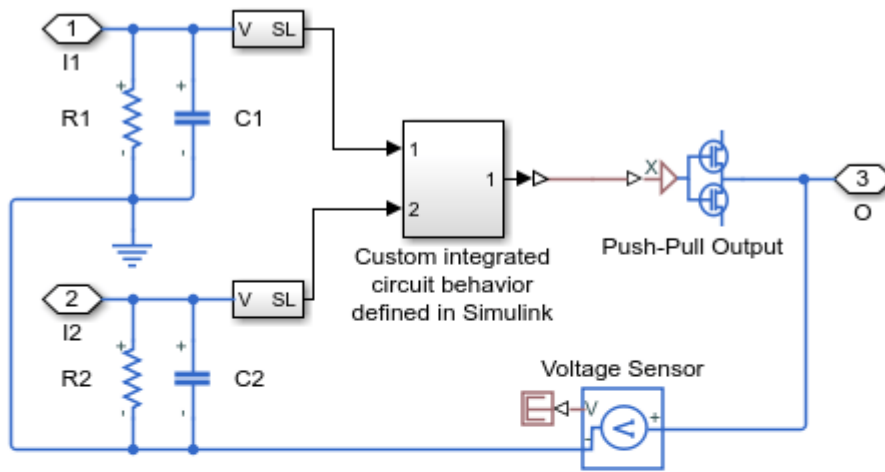 1
V SL
I1
+ +
R1 C1
- -
1
2
1
X
3
O
Push-Pull Output
Custom integrated
circuit behavior
defined in Simulink
2
V SL
I2
+ +
R2 C2
- -
Voltage Sensor
V
+
-
V